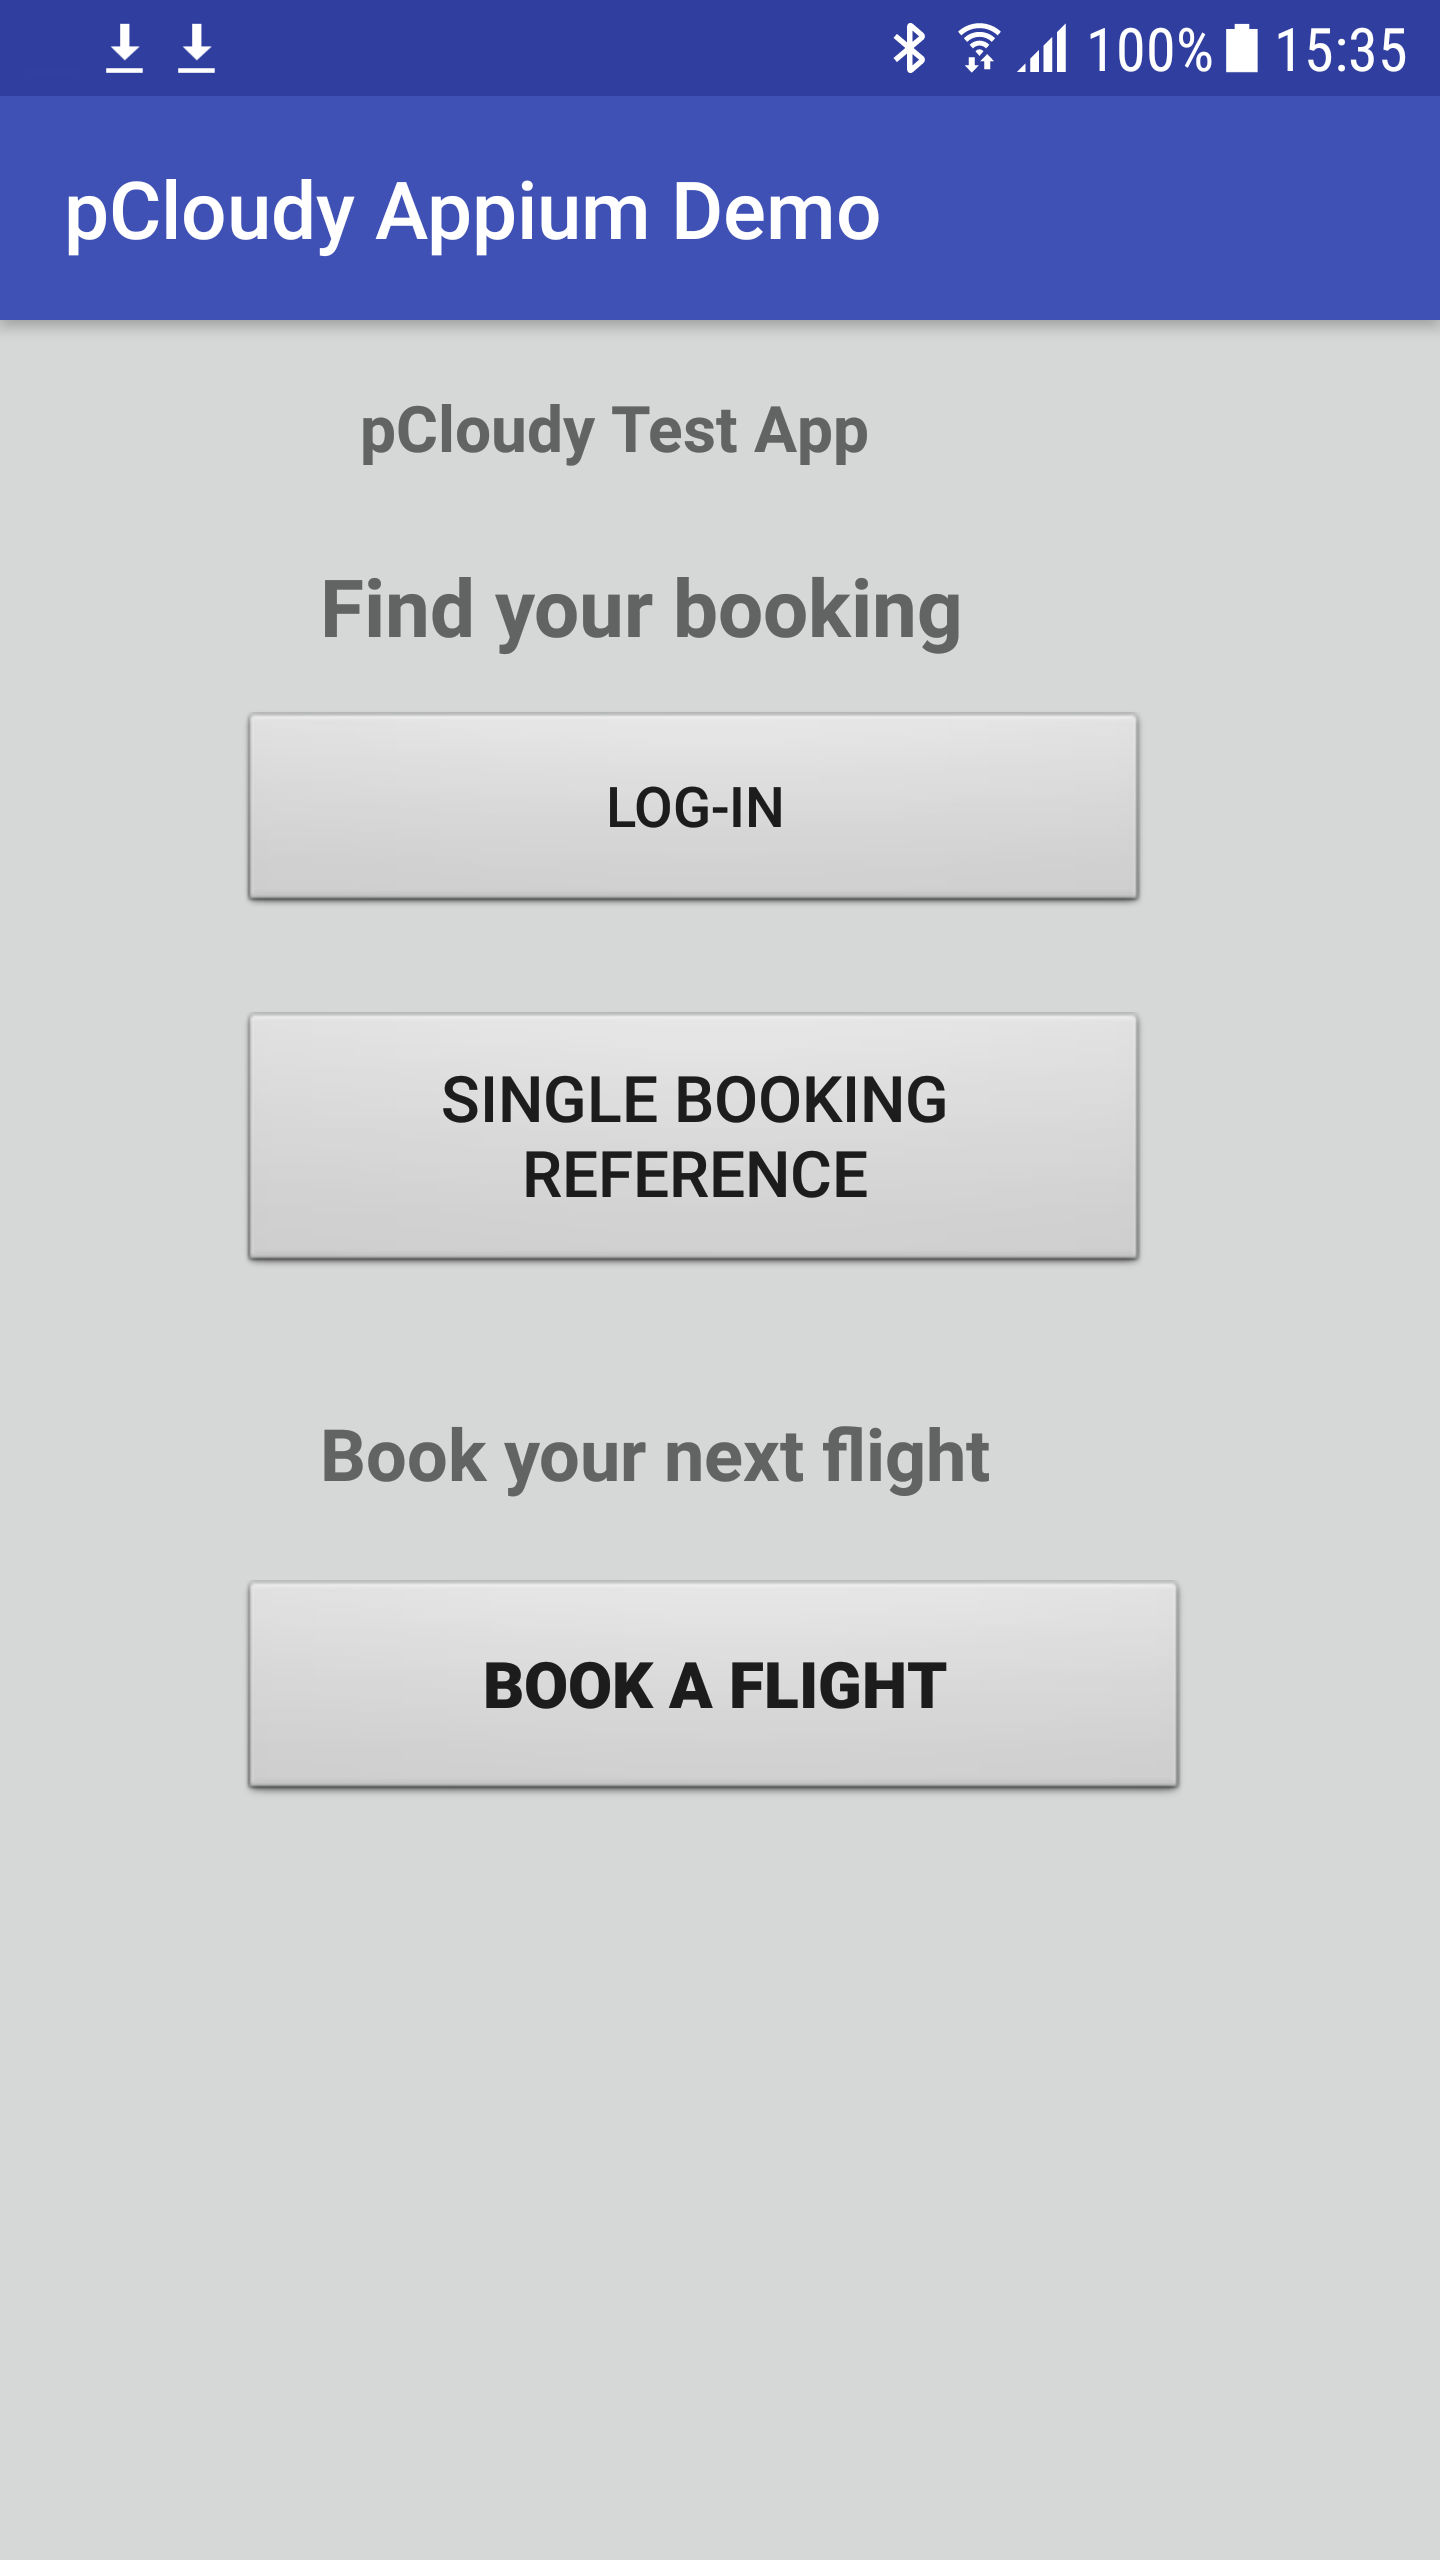 100% 15:35
pCloudy Appium Demo
pCloudy Test App
Find your booking
LOG-IN
SINGLE BOOKING
REFERENCE
Book your next flight
BOOK A FLIGHT